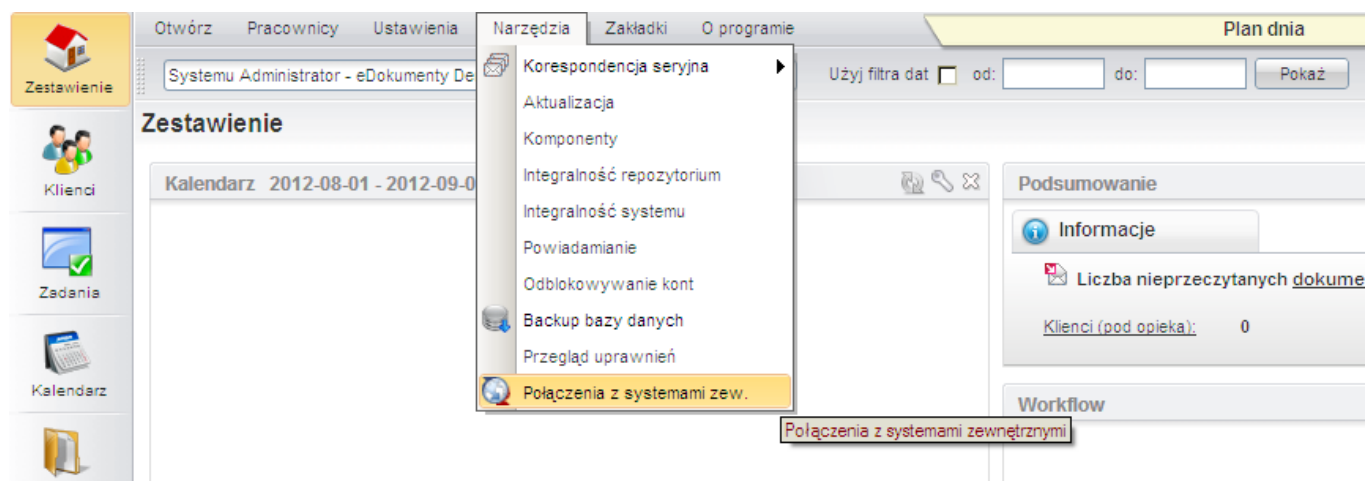 Otwórz Pracownicy Ustawienia Narzędzia Zakładki O programie Plan dnia
Zestawienie
Systemu Administrator - eDokumenty De
Użyj filtra dat od: do: Pokaż
Zestawienie
Klienci
Zadania
Kalendarz
Korespondencja seryjna
Aktualizacja
Komponenty
Integralność repozytorium
Integralność systemu
Powiadamianie
Odblokowywanie kont
Backup bazy danych
Przegląd uprawnień
Połączenia z systemami zew.
Połączenia z systemami zewnętrznymi
Kalendarz 2012-08-01 - 2012-09-0
Podsumowanie
Informacje
Liczba nieprzeczytanych dokume
Klienci (pod opieka): 0
Workflow